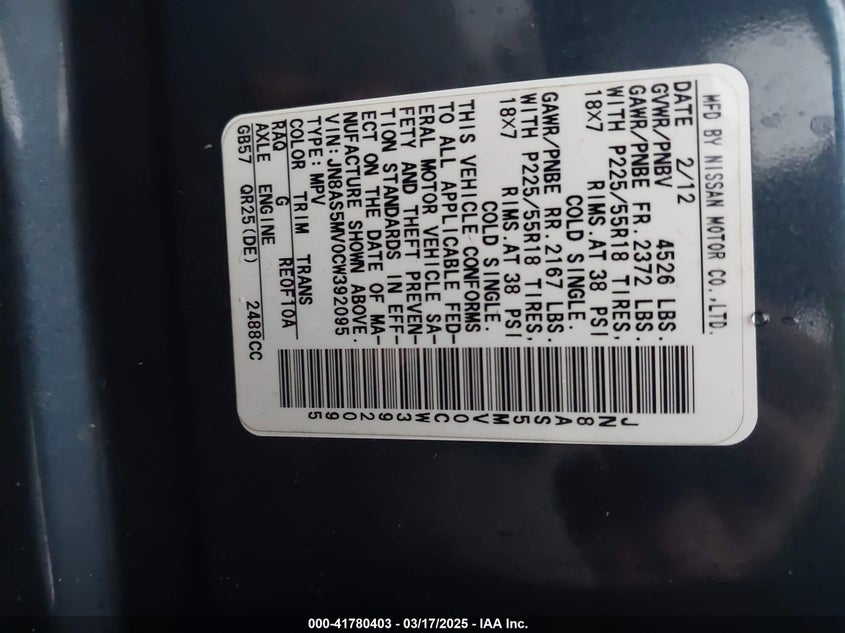 MFD BY NISSAN MOTOR CO.,LTD.
DATE 2/12
GVWR/PNBV 4526 LBS.
GAWR/PNBE FR. 2372 LBS.
WITH P225/55R18 TIRES,
18X7 RIMS.AT 38 PSI
COLD SINGLE.
GAWR/PNBE RR. 2167 LBS.
WITH P225/55R18 TIRES,
18X7 RIMS.AT 38 PSI
COLD SINGLE.
THIS VEHICLE CONFORMS
TO ALL APPLICABLE FED-
ERAL MOTOR VEHICLE SA-
FETY AND THEFT PREVEN-
TION STANDARDS IN EFF-
ECT ON THE DATE OF MA-
NUFACTURE SHOWN ABOVE.
VIN:JN8AS5MV0CW392095
TYPE:MPV
COLOR TRIM TRANS
RAQ G RE0F10A
AXLE ENGINE
GB57 QR25(DE) 2488CC
JN8AS5MV0CW392095
000-41780403 - 03/17/2025 - IAA Inc.